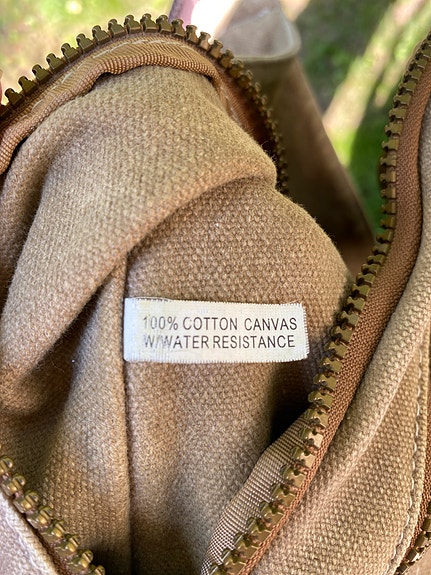 100% COTTON CANVAS
W/WATER RESISTANCE